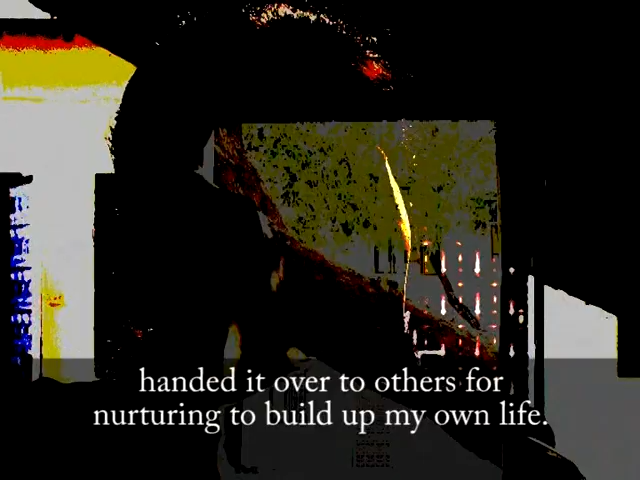 handed it over to others for
nurturing to build up my own life.